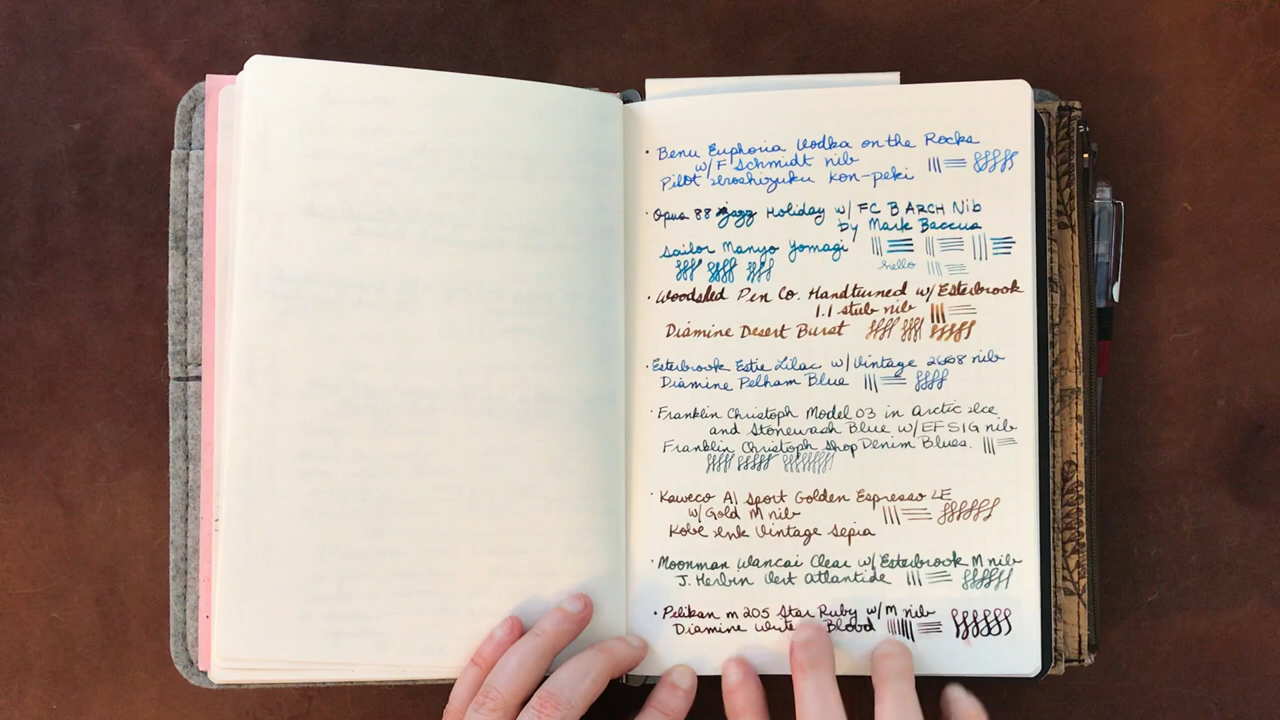 · Benu Euphoria Vodka on the Rocks
w/F Schmidt nib
Pilot Iroshizuku Kon-peki
· Opus 88 Jazz Holiday w/ FC B ARCH Nib
by Mark Baccus
Sailor Manyo Yomogi
hello
· Woodshed Pen Co. Handturned w/ Esterbrook
1.1 stub nib
Diamine Desert Burst
· Esterbrook Estie Lilac w/ Vintage 2668 nib
Diamine Pelham Blue
· Franklin Christoph Model 03 in Arctic Ice
and Stonewash Blue w/ EF SIG nib
Franklin Christoph Shop Denim Blues.
· Kaweco Al Sport Golden Espresso LE
w/ Gold M nib
Kobe Ink Vintage Sepia
· Moonman Wancai Clear w/ Esterbrook M nib
J. Herbin Vert Atlantide
· Pelikan m205 Star Ruby w/ M nib
Diamine Blood